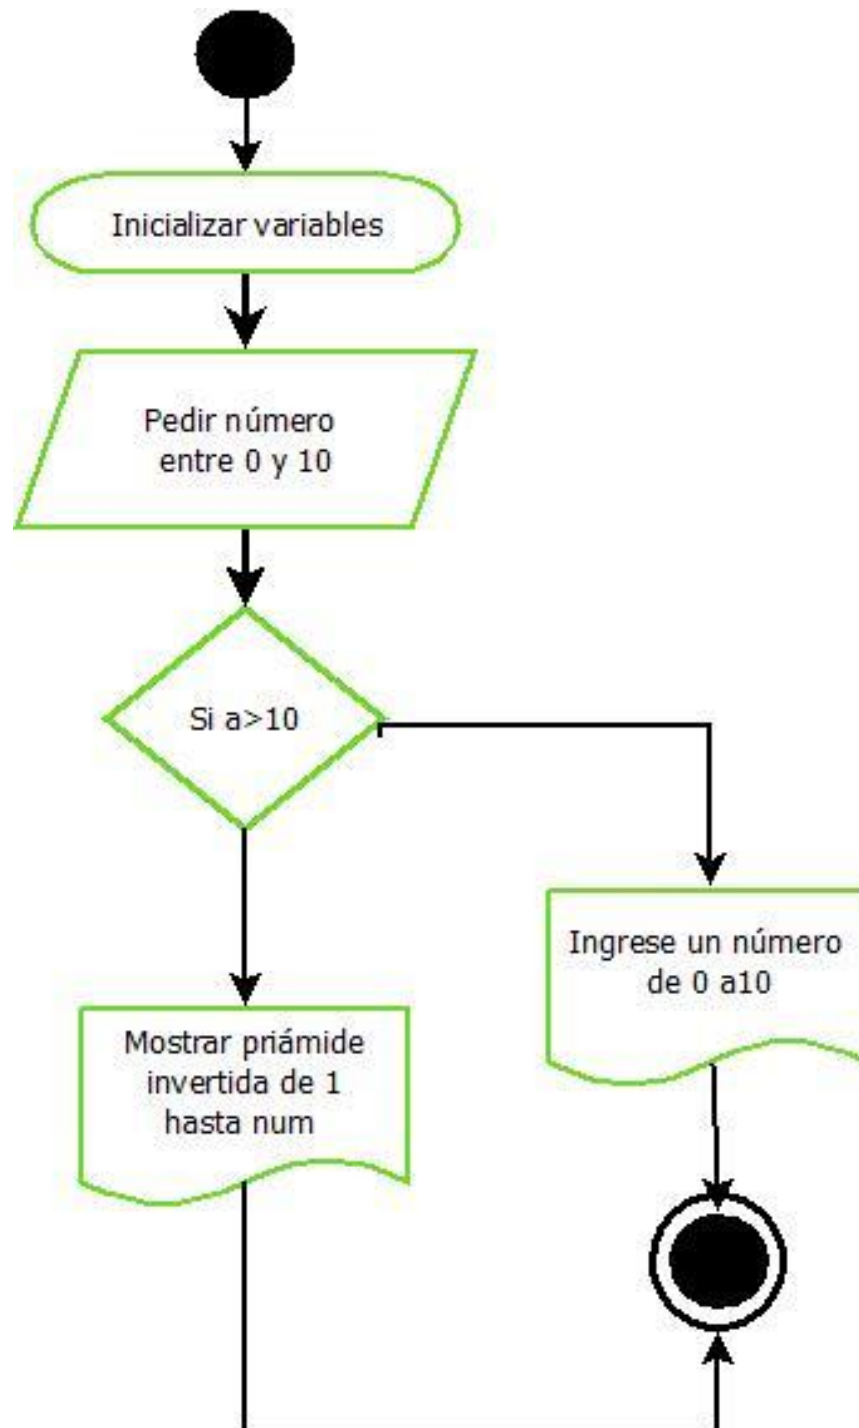 Inicializar variables
Pedir número
entre 0 y 10
Si a>10
Ingrese un número
de 0 a10
Mostrar priámide
invertida de 1
hasta num